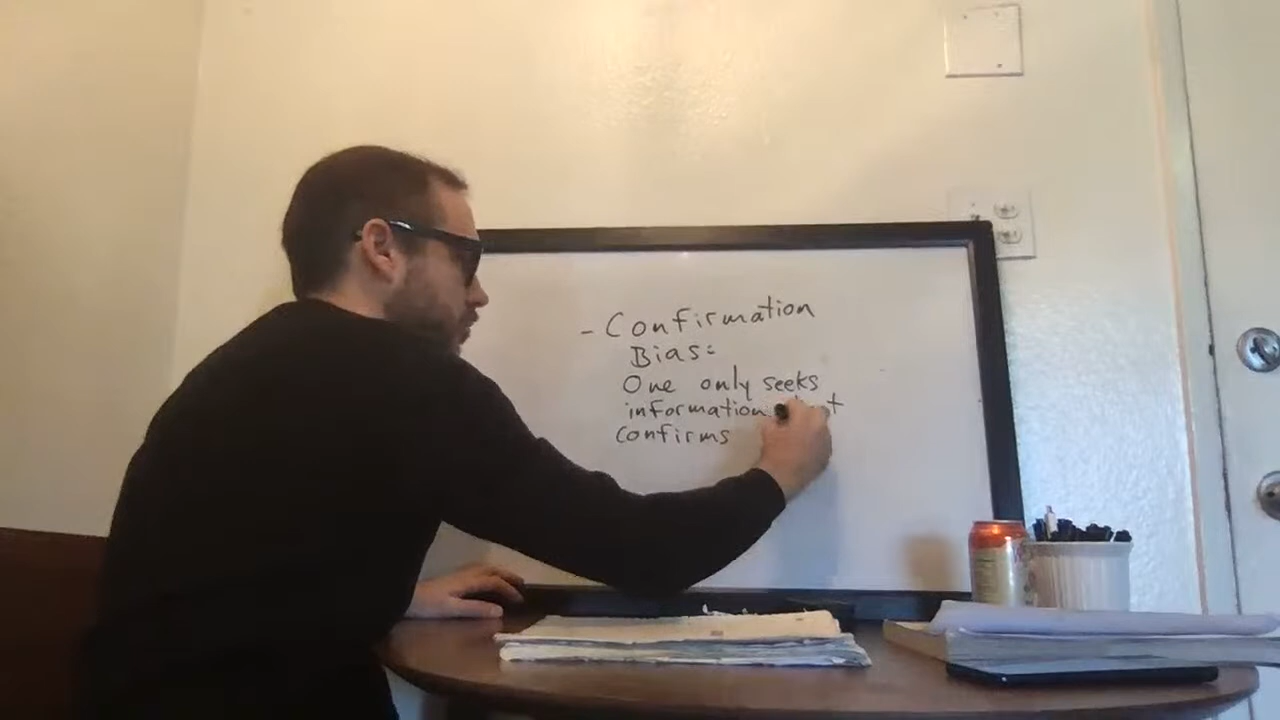 - Confirmation
Bias:
One only seeks
information
confirms